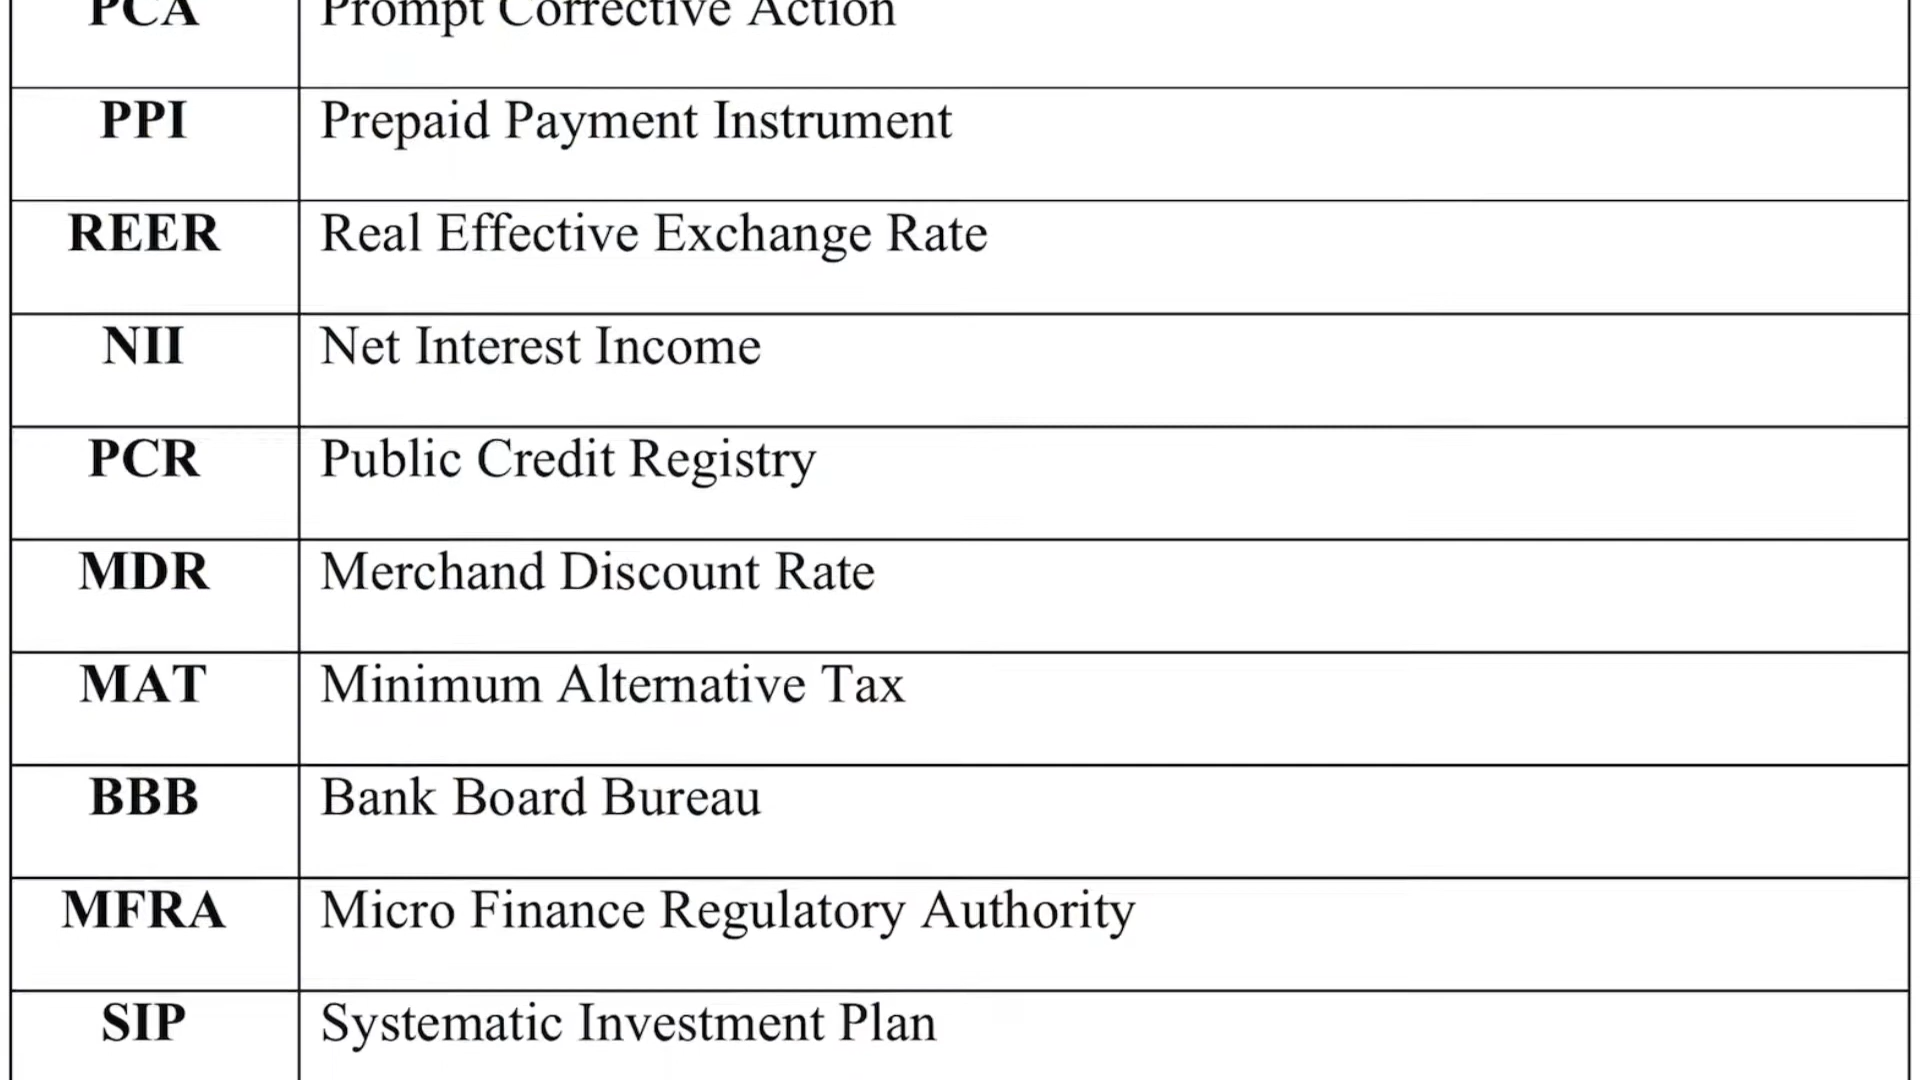 PCA Prompt Corrective Action
PPI Prepaid Payment Instrument
REER Real Effective Exchange Rate
NII Net Interest Income
PCR Public Credit Registry
MDR Merchand Discount Rate
MAT Minimum Alternative Tax
BBB Bank Board Bureau
MFRA Micro Finance Regulatory Authority
SIP Systematic Investment Plan